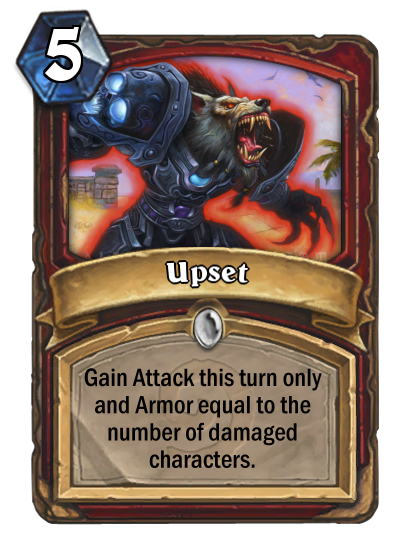 5
Upset
Gain Attack this turn only
and Armor equal to the
number of damaged
characters.